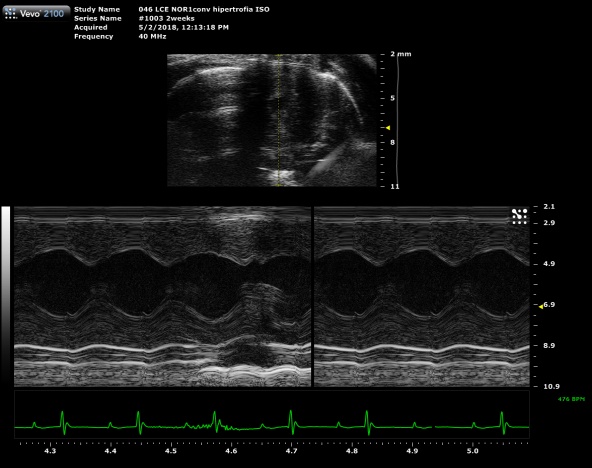 Vevo 2100
Study Name 046 LCE NOR1conv hipertrofia ISO
Series Name #1003 2weeks
Acquired 5/2/2018, 12:13:18 PM
Frequency 40 MHz
2 mm
5
8
11
2.1
2.9
4.9
6.9
8.9
10.9
476 BPM
4.3 4.4 4.5 4.6 4.7 4.8 4.9 5.0